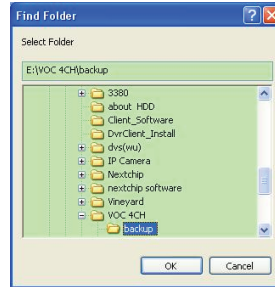 Find Folder
Select Folder
E:\VOC 4CH\backup
3380
about HDD
Client_Software
DvrClient_Install
dvs(wu)
IP Camera
Nextchip
nextchip software
Vineyard
VOC 4CH
backup
OK Cancel